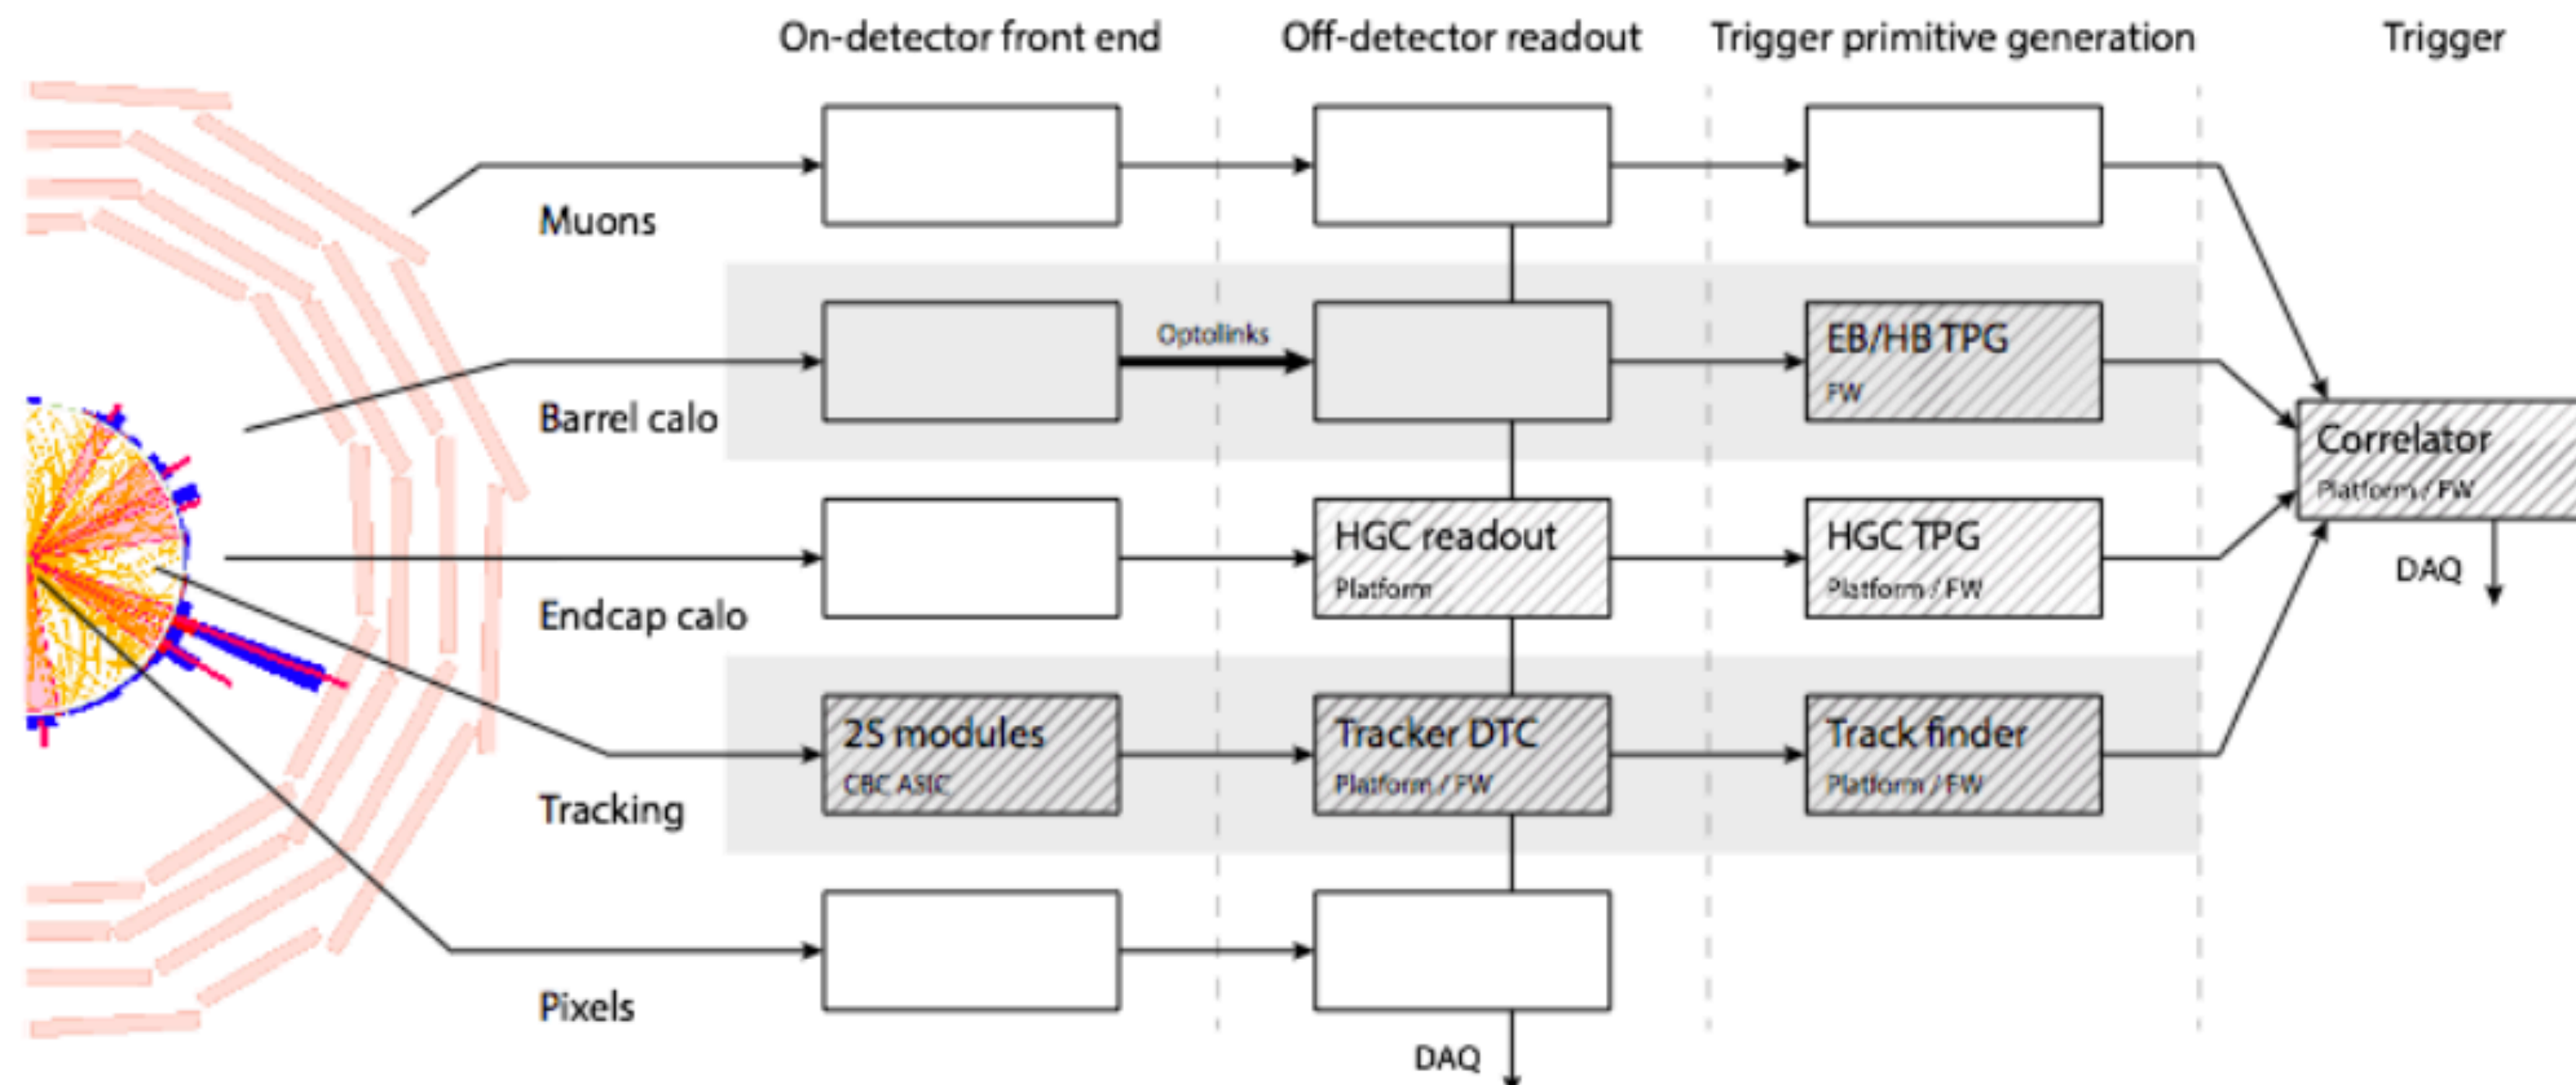 On-detector front end
Off-detector readout
Trigger primitive generation
Trigger
Muons
Optolinks
Barrel calo
EB/HB TPG
FW
Correlator
Platform / FW
DAQ
Endcap calo
HGC readout
Platform
HGC TPG
Platform / FW
Tracking
2S modules
CBC ASIC
Tracker DTC
Platform / FW
Track finder
Platform / FW
Pixels
DAQ